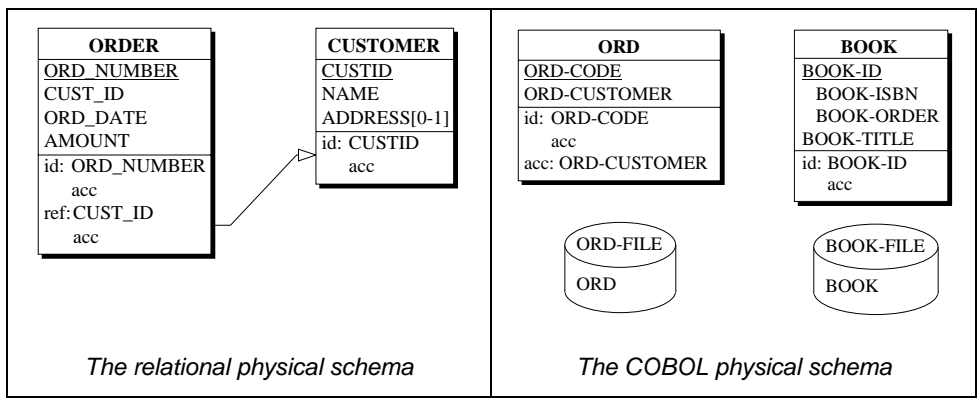 ORDER
ORD_NUMBER
CUST_ID
ORD_DATE
AMOUNT
id: ORD_NUMBER
acc
ref:CUST_ID
acc
CUSTOMER
CUSTID
NAME
ADDRESS[0-1]
id: CUSTID
acc
The relational physical schema
ORD
ORD-CODE
ORD-CUSTOMER
id: ORD-CODE
acc
acc: ORD-CUSTOMER
BOOK
BOOK-ID
BOOK-ISBN
BOOK-ORDER
BOOK-TITLE
id: BOOK-ID
acc
ORD-FILE
ORD
BOOK-FILE
BOOK
The COBOL physical schema